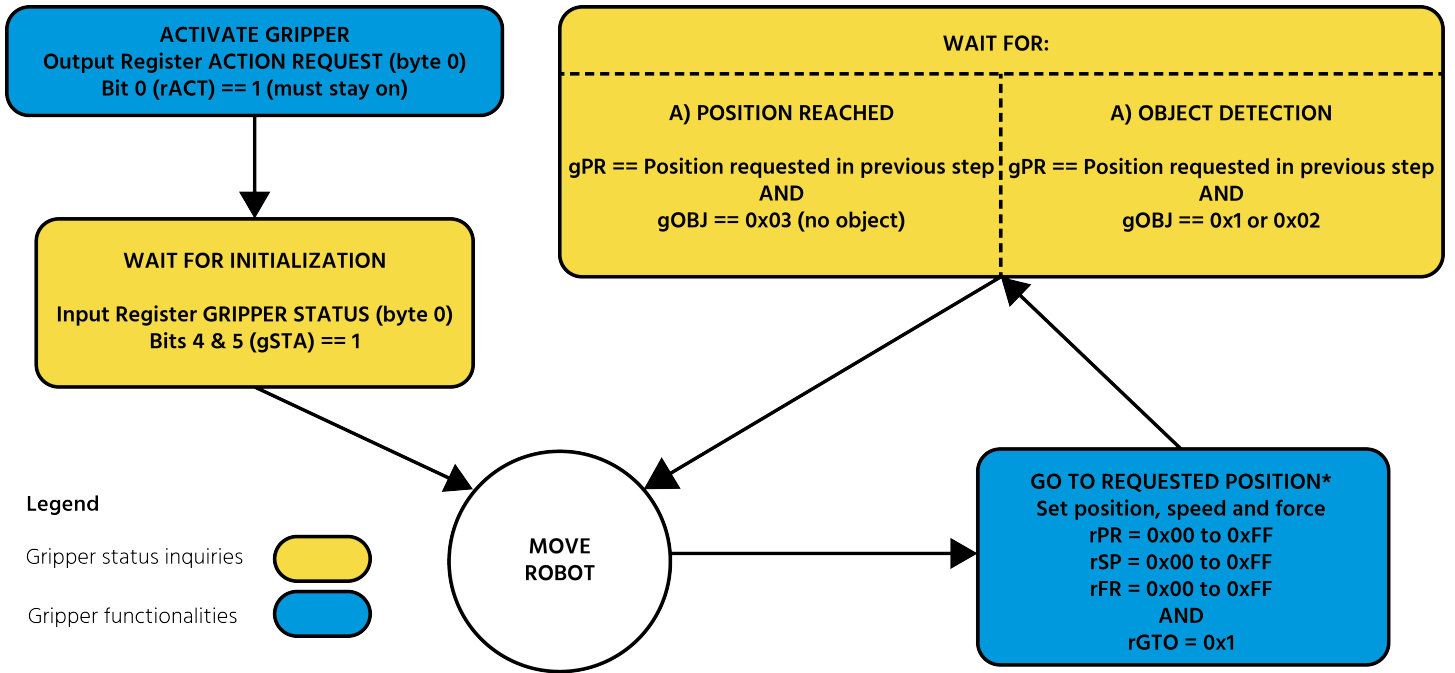 ACTIVATE GRIPPER
Output Register ACTION REQUEST (byte 0)
Bit 0 (rACT) == 1 (must stay on)
WAIT FOR INITIALIZATION
Input Register GRIPPER STATUS (byte 0)
Bits 4 & 5 (gSTA) == 1
WAIT FOR:
A) POSITION REACHED
gPR == Position requested in previous step
AND
gOBJ == 0x03 (no object)
A) OBJECT DETECTION
gPR == Position requested in previous step
AND
gOBJ == 0x1 or 0x02
MOVE
ROBOT
GO TO REQUESTED POSITION*
Set position, speed and force
rPR = 0x00 to 0xFF
rSP = 0x00 to 0xFF
rFR = 0x00 to 0xFF
AND
rGTO = 0x1
Legend
Gripper status inquiries
Gripper functionalities